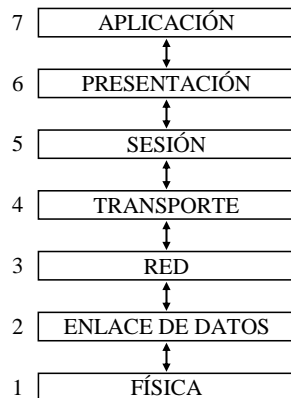 7 APLICACIÓN
6 PRESENTACIÓN
5 SESIÓN
4 TRANSPORTE
3 RED
2 ENLACE DE DATOS
1 FÍSICA